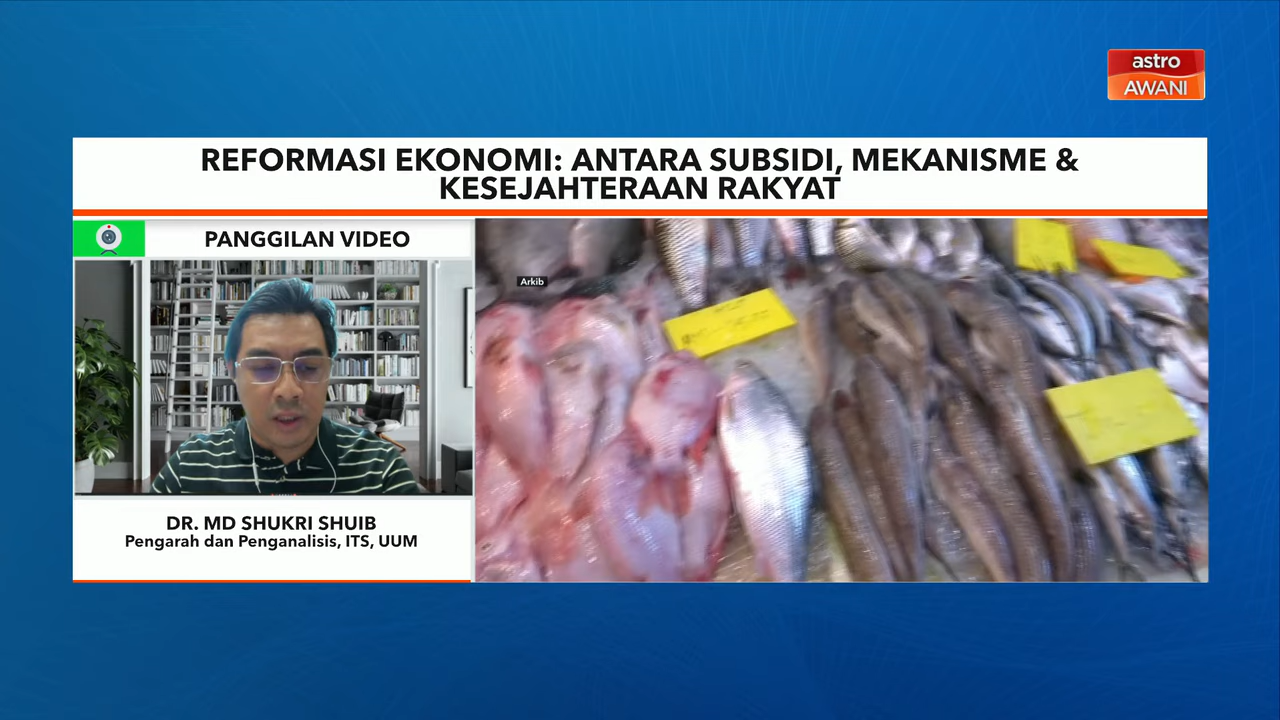 astro
AWANI
REFORMASI EKONOMI: ANTARA SUBSIDI, MEKANISME &
KESEJAHTERAAN RAKYAT
PANGGILAN VIDEO
Arkib
DR. MD SHUKRI SHUIB
Pengarah dan Penganalisis, ITS, UUM